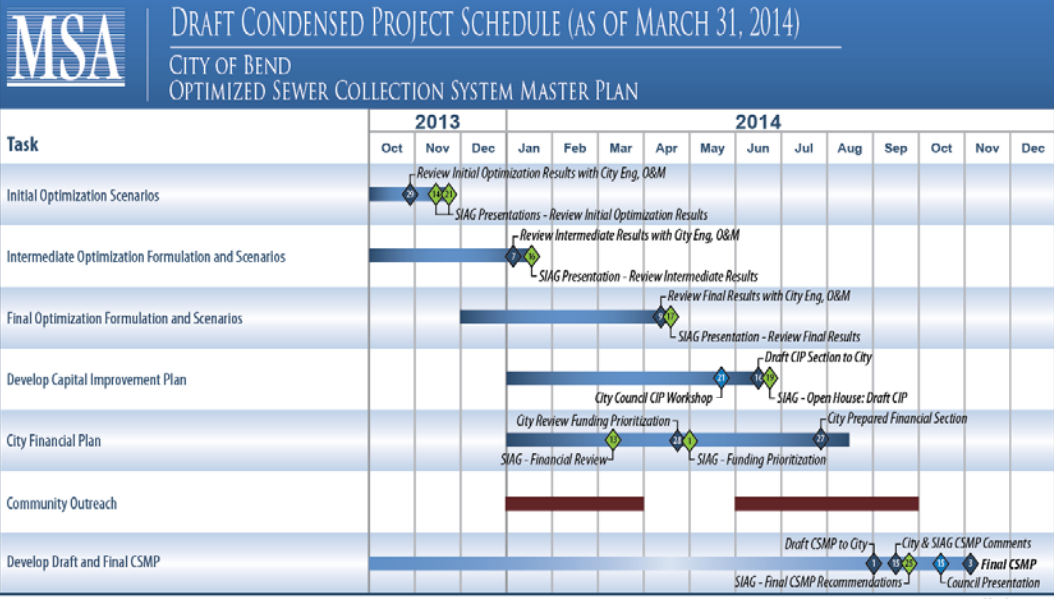 MSA
DRAFT CONDENSED PROJECT SCHEDULE (AS OF MARCH 31, 2014)
CITY OF BEND
OPTIMIZED SEWER COLLECTION SYSTEM MASTER PLAN
2013 2014
Task Oct Nov Dec Jan Feb Mar Apr May Jun Jul Aug Sep Oct Nov Dec
Review Initial Optimization Results with City Eng, O&M
Initial Optimization Scenarios 29 14 21
SIAG Presentations - Review Initial Optimization Results
Review Intermediate Results with City Eng, O&M
Intermediate Optimization Formulation and Scenarios 7 16
SIAG Presentation - Review Intermediate Results
Review Final Results with City Eng, O&M
Final Optimization Formulation and Scenarios 9 17
SIAG Presentation - Review Final Results
Draft CIP Section to City
Develop Capital Improvement Plan 21 19
City Council CIP Workshop SIAG - Open House: Draft CIP
City Review Funding Prioritization City Prepared Financial Section
City Financial Plan 13 28 1 27
SIAG - Financial Review SIAG - Funding Prioritization
Community Outreach
Draft CSMP to City City & SIAG CSMP Comments
Develop Draft and Final CSMP 1 15 25 15 3 Final CSMP
SIAG - Final CSMP Recommendations Council Presentation